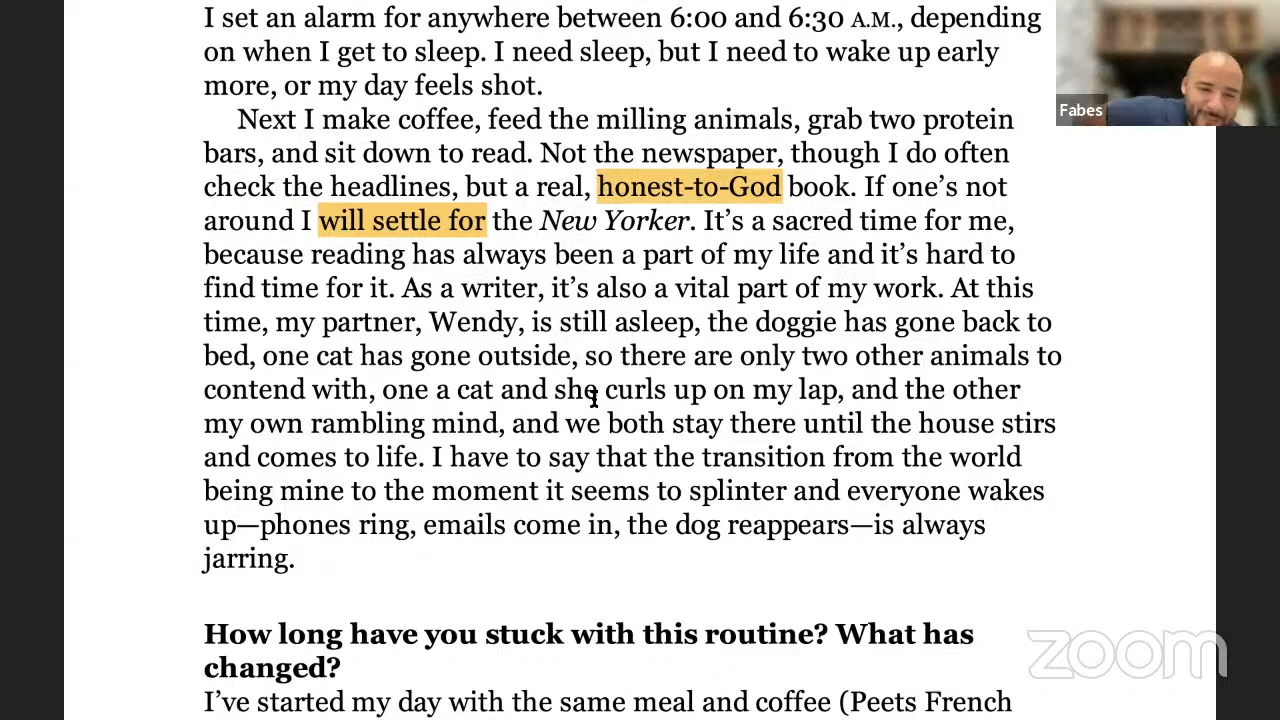 I set an alarm for anywhere between 6:00 and 6:30 A.M., depending
on when I get to sleep. I need sleep, but I need to wake up early
more, or my day feels shot.
Next I make coffee, feed the milling animals, grab two protein
bars, and sit down to read. Not the newspaper, though I do often
check the headlines, but a real, honest-to-God book. If one’s not
around I will settle for the New Yorker. It’s a sacred time for me,
because reading has always been a part of my life and it’s hard to
find time for it. As a writer, it’s also a vital part of my work. At this
time, my partner, Wendy, is still asleep, the doggie has gone back to
bed, one cat has gone outside, so there are only two other animals to
contend with, one a cat and she curls up on my lap, and the other
my own rambling mind, and we both stay there until the house stirs
and comes to life. I have to say that the transition from the world
being mine to the moment it seems to splinter and everyone wakes
up—phones ring, emails come in, the dog reappears—is always
jarring.
How long have you stuck with this routine? What has
changed?
I’ve started my day with the same meal and coffee (Peets French
Fabes
zoom